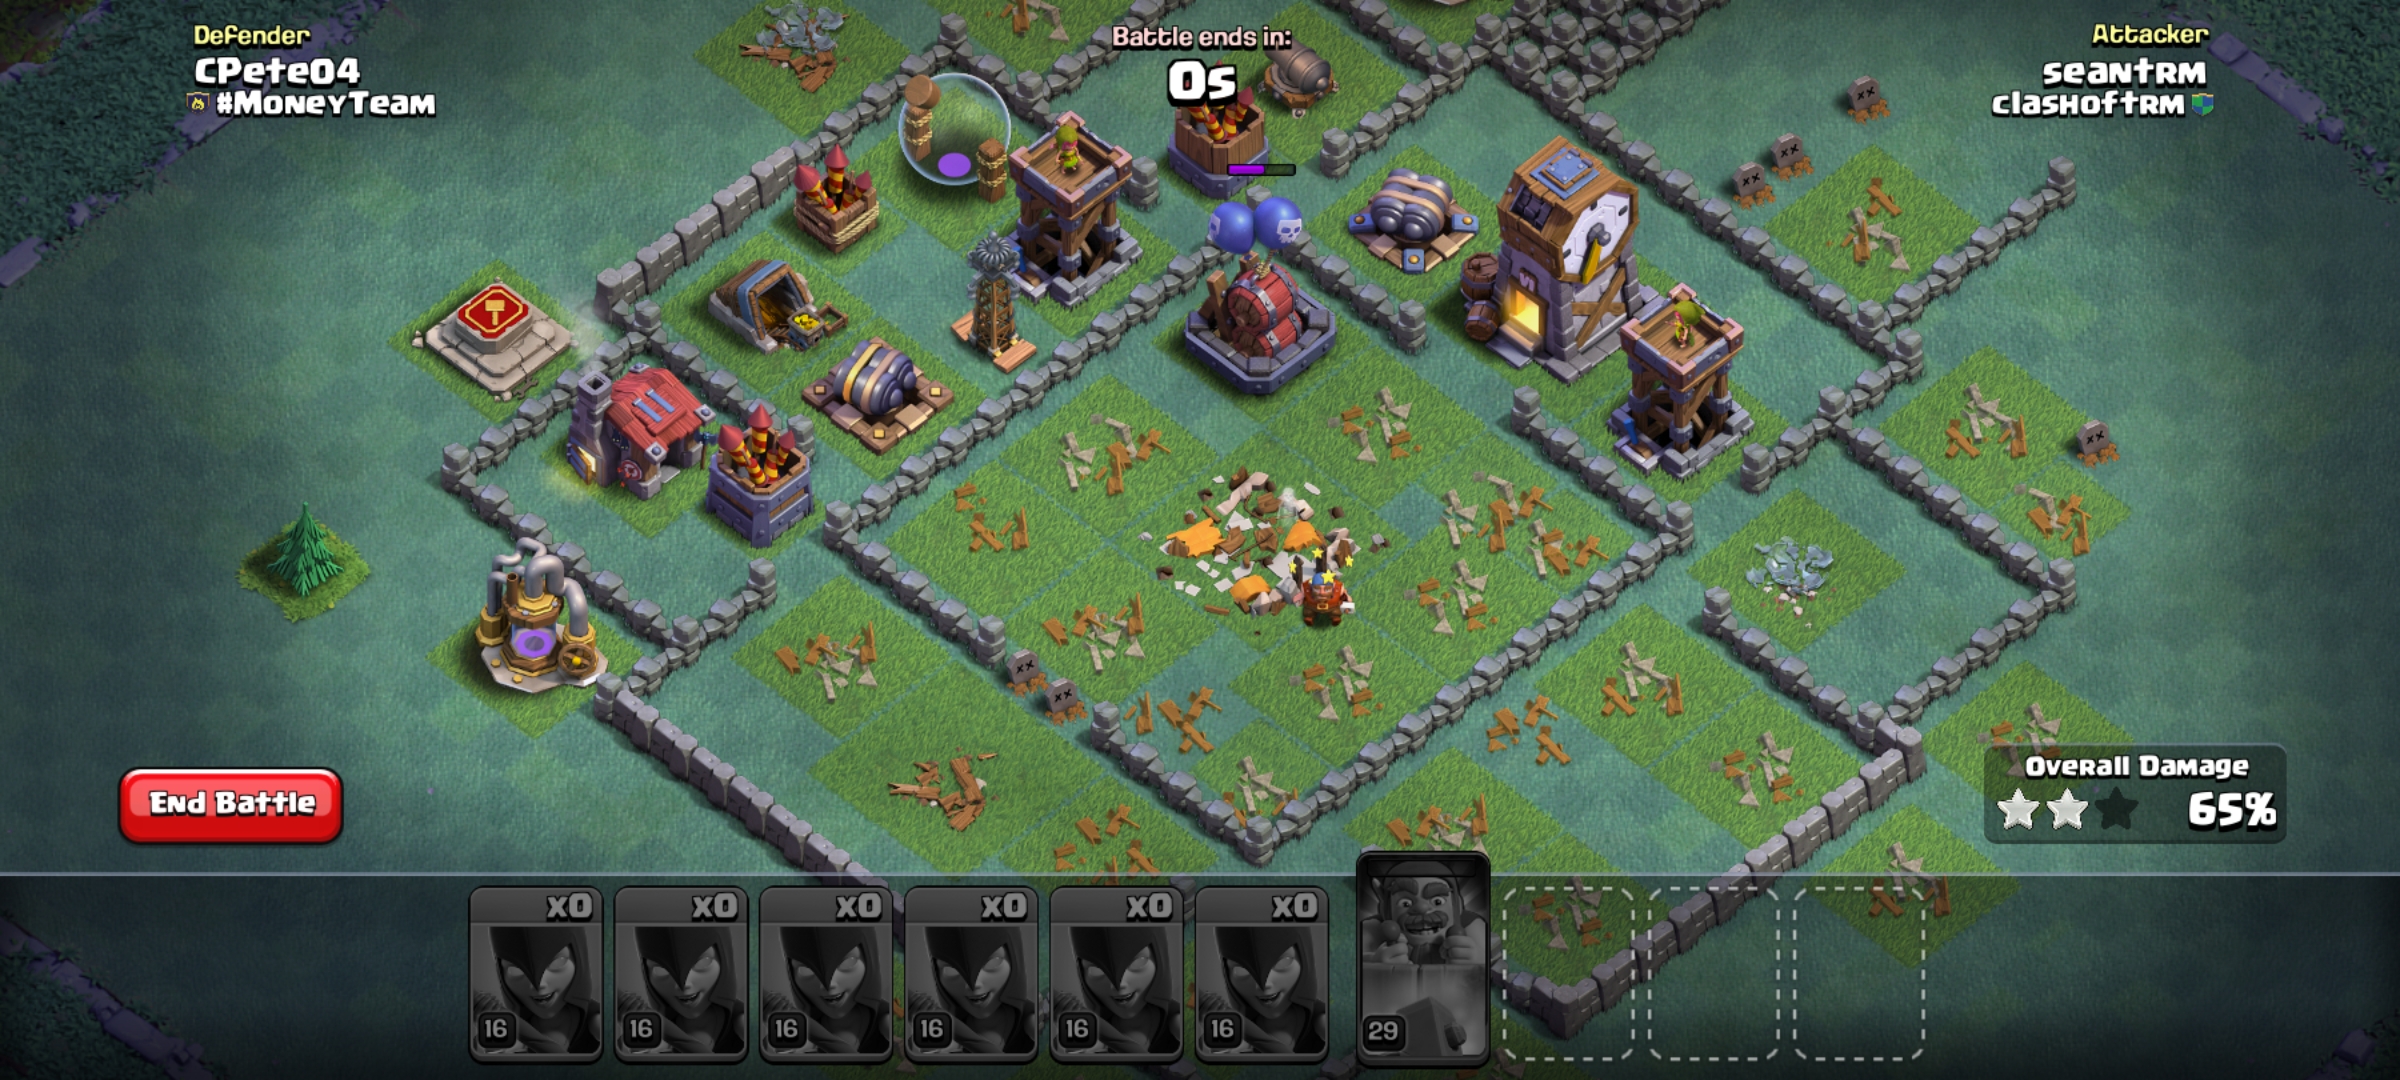 Defender
CPete04
#MoneyTeam
Battle ends in:
0s
Attacker
seantRM
clashoftRM
End Battle
Overall Damage
65%
x0
x0
x0
x0
x0
x0
16
16
16
16
16
16
29